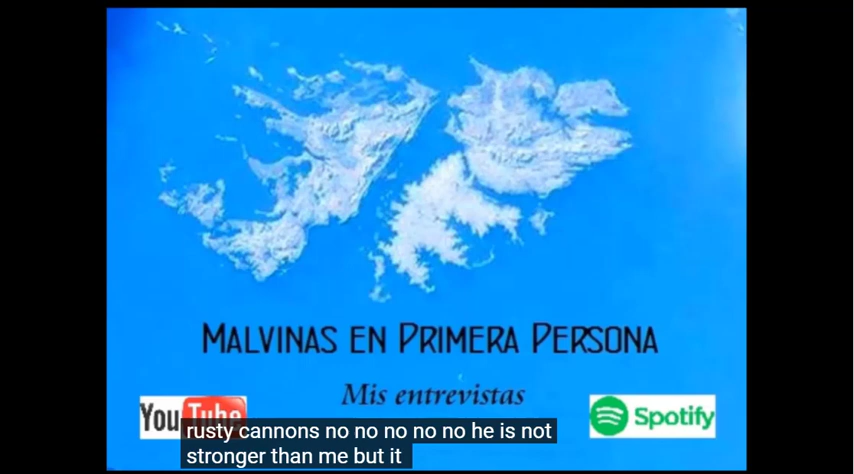 MALVINAS EN PRIMERA PERSONA
Mis entrevistas
YouTube
Spotify
rusty cannons no no no no no he is not
stronger than me but it